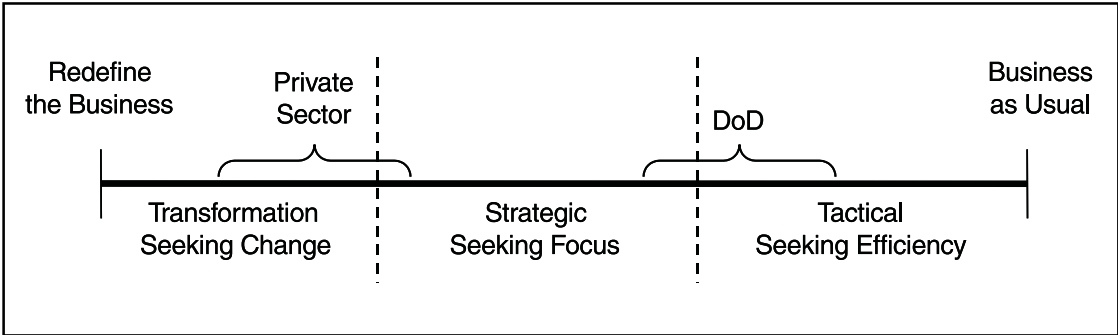 Redefine
the Business
Private
Sector
DoD
Business
as Usual
Transformation
Seeking Change
Strategic
Seeking Focus
Tactical
Seeking Efficiency